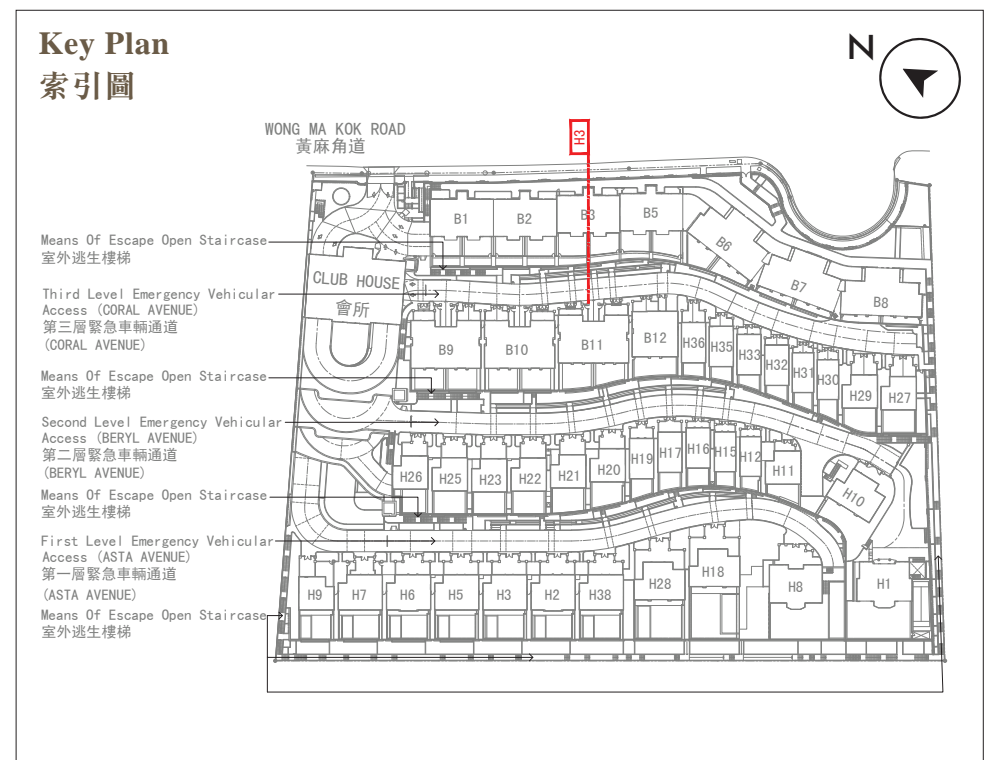 Key Plan
索引圖
N
WONG MA KOK ROAD
黃麻角道
H3
B1
B2
B3
B5
B6
B7
B8
Means Of Escape Open Staircase
室外逃生樓梯
CLUB HOUSE
會所
Third Level Emergency Vehicular
Access (CORAL AVENUE)
第三層緊急車輛通道
(CORAL AVENUE)
B9
B10
B11
B12
H36
H35
H33
H32
H31
H30
H29
H27
Means Of Escape Open Staircase
室外逃生樓梯
Second Level Emergency Vehicular
Access (BERYL AVENUE)
第二層緊急車輛通道
(BERYL AVENUE)
H26
H25
H23
H22
H21
H20
H19
H17
H16
H15
H12
H11
H10
Means Of Escape Open Staircase
室外逃生樓梯
First Level Emergency Vehicular
Access (ASTA AVENUE)
第一層緊急車輛通道
(ASTA AVENUE)
H9
H7
H6
H5
H3
H2
H38
H28
H18
H8
H1
Means Of Escape Open Staircase
室外逃生樓梯